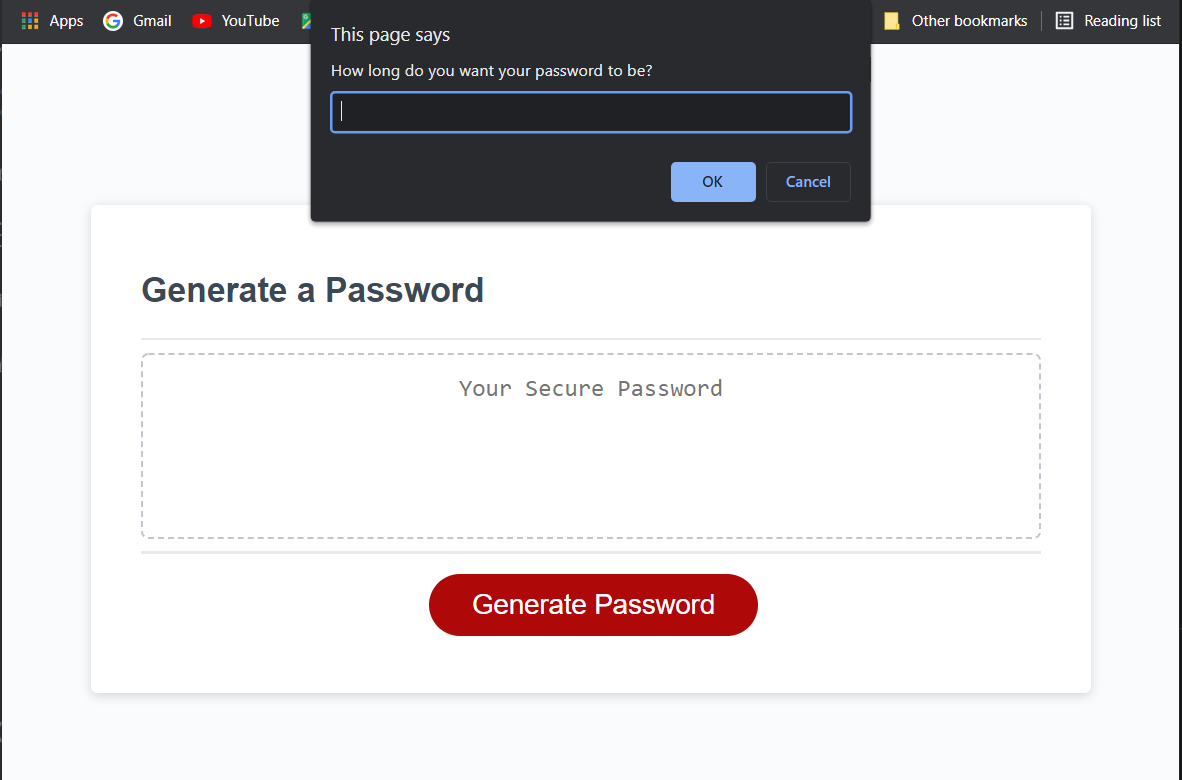 Apps Gmail YouTube Other bookmarks Reading list
This page says
How long do you want your password to be?
OK Cancel
Generate a Password
Your Secure Password
Generate Password